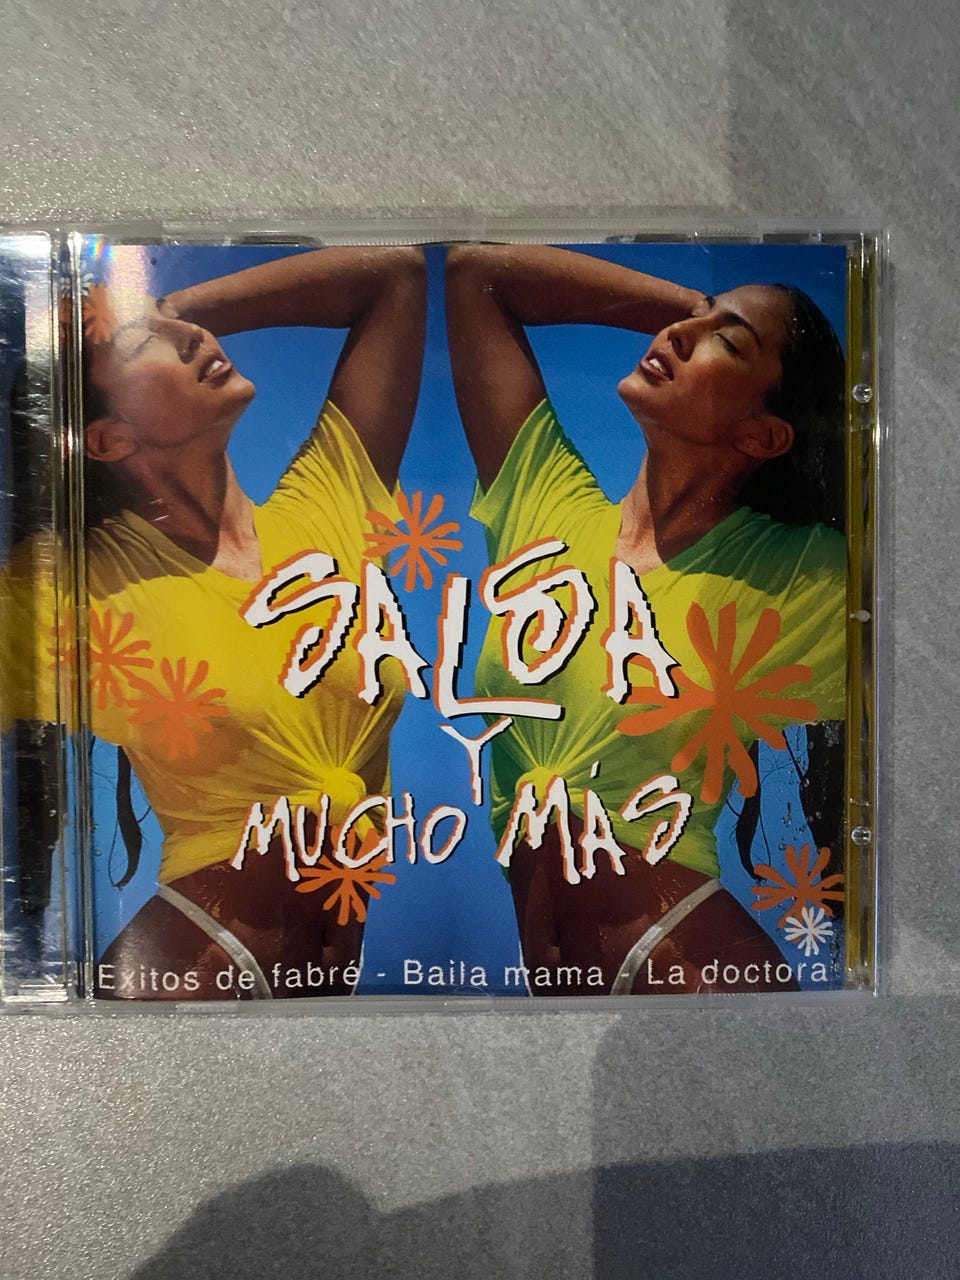 SALSA
Y
MUCHO MÁS
Exitos de fabré - Baila mama - La doctora